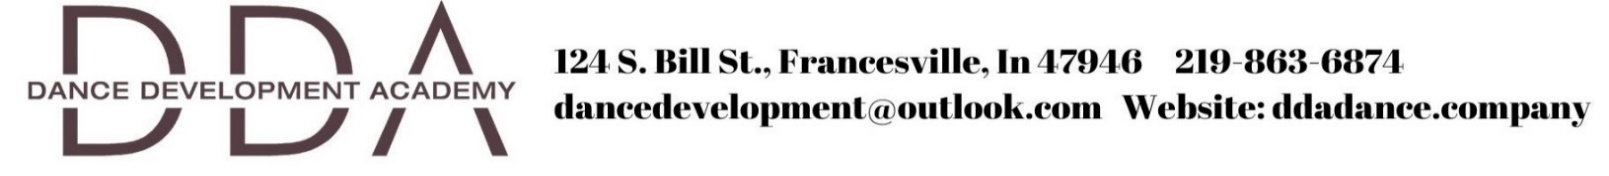 DDA
DANCE DEVELOPMENT ACADEMY
124 S. Bill St., Francesville, In 47946 219-863-6874
dancedevelopment@outlook.com Website: ddadance.company